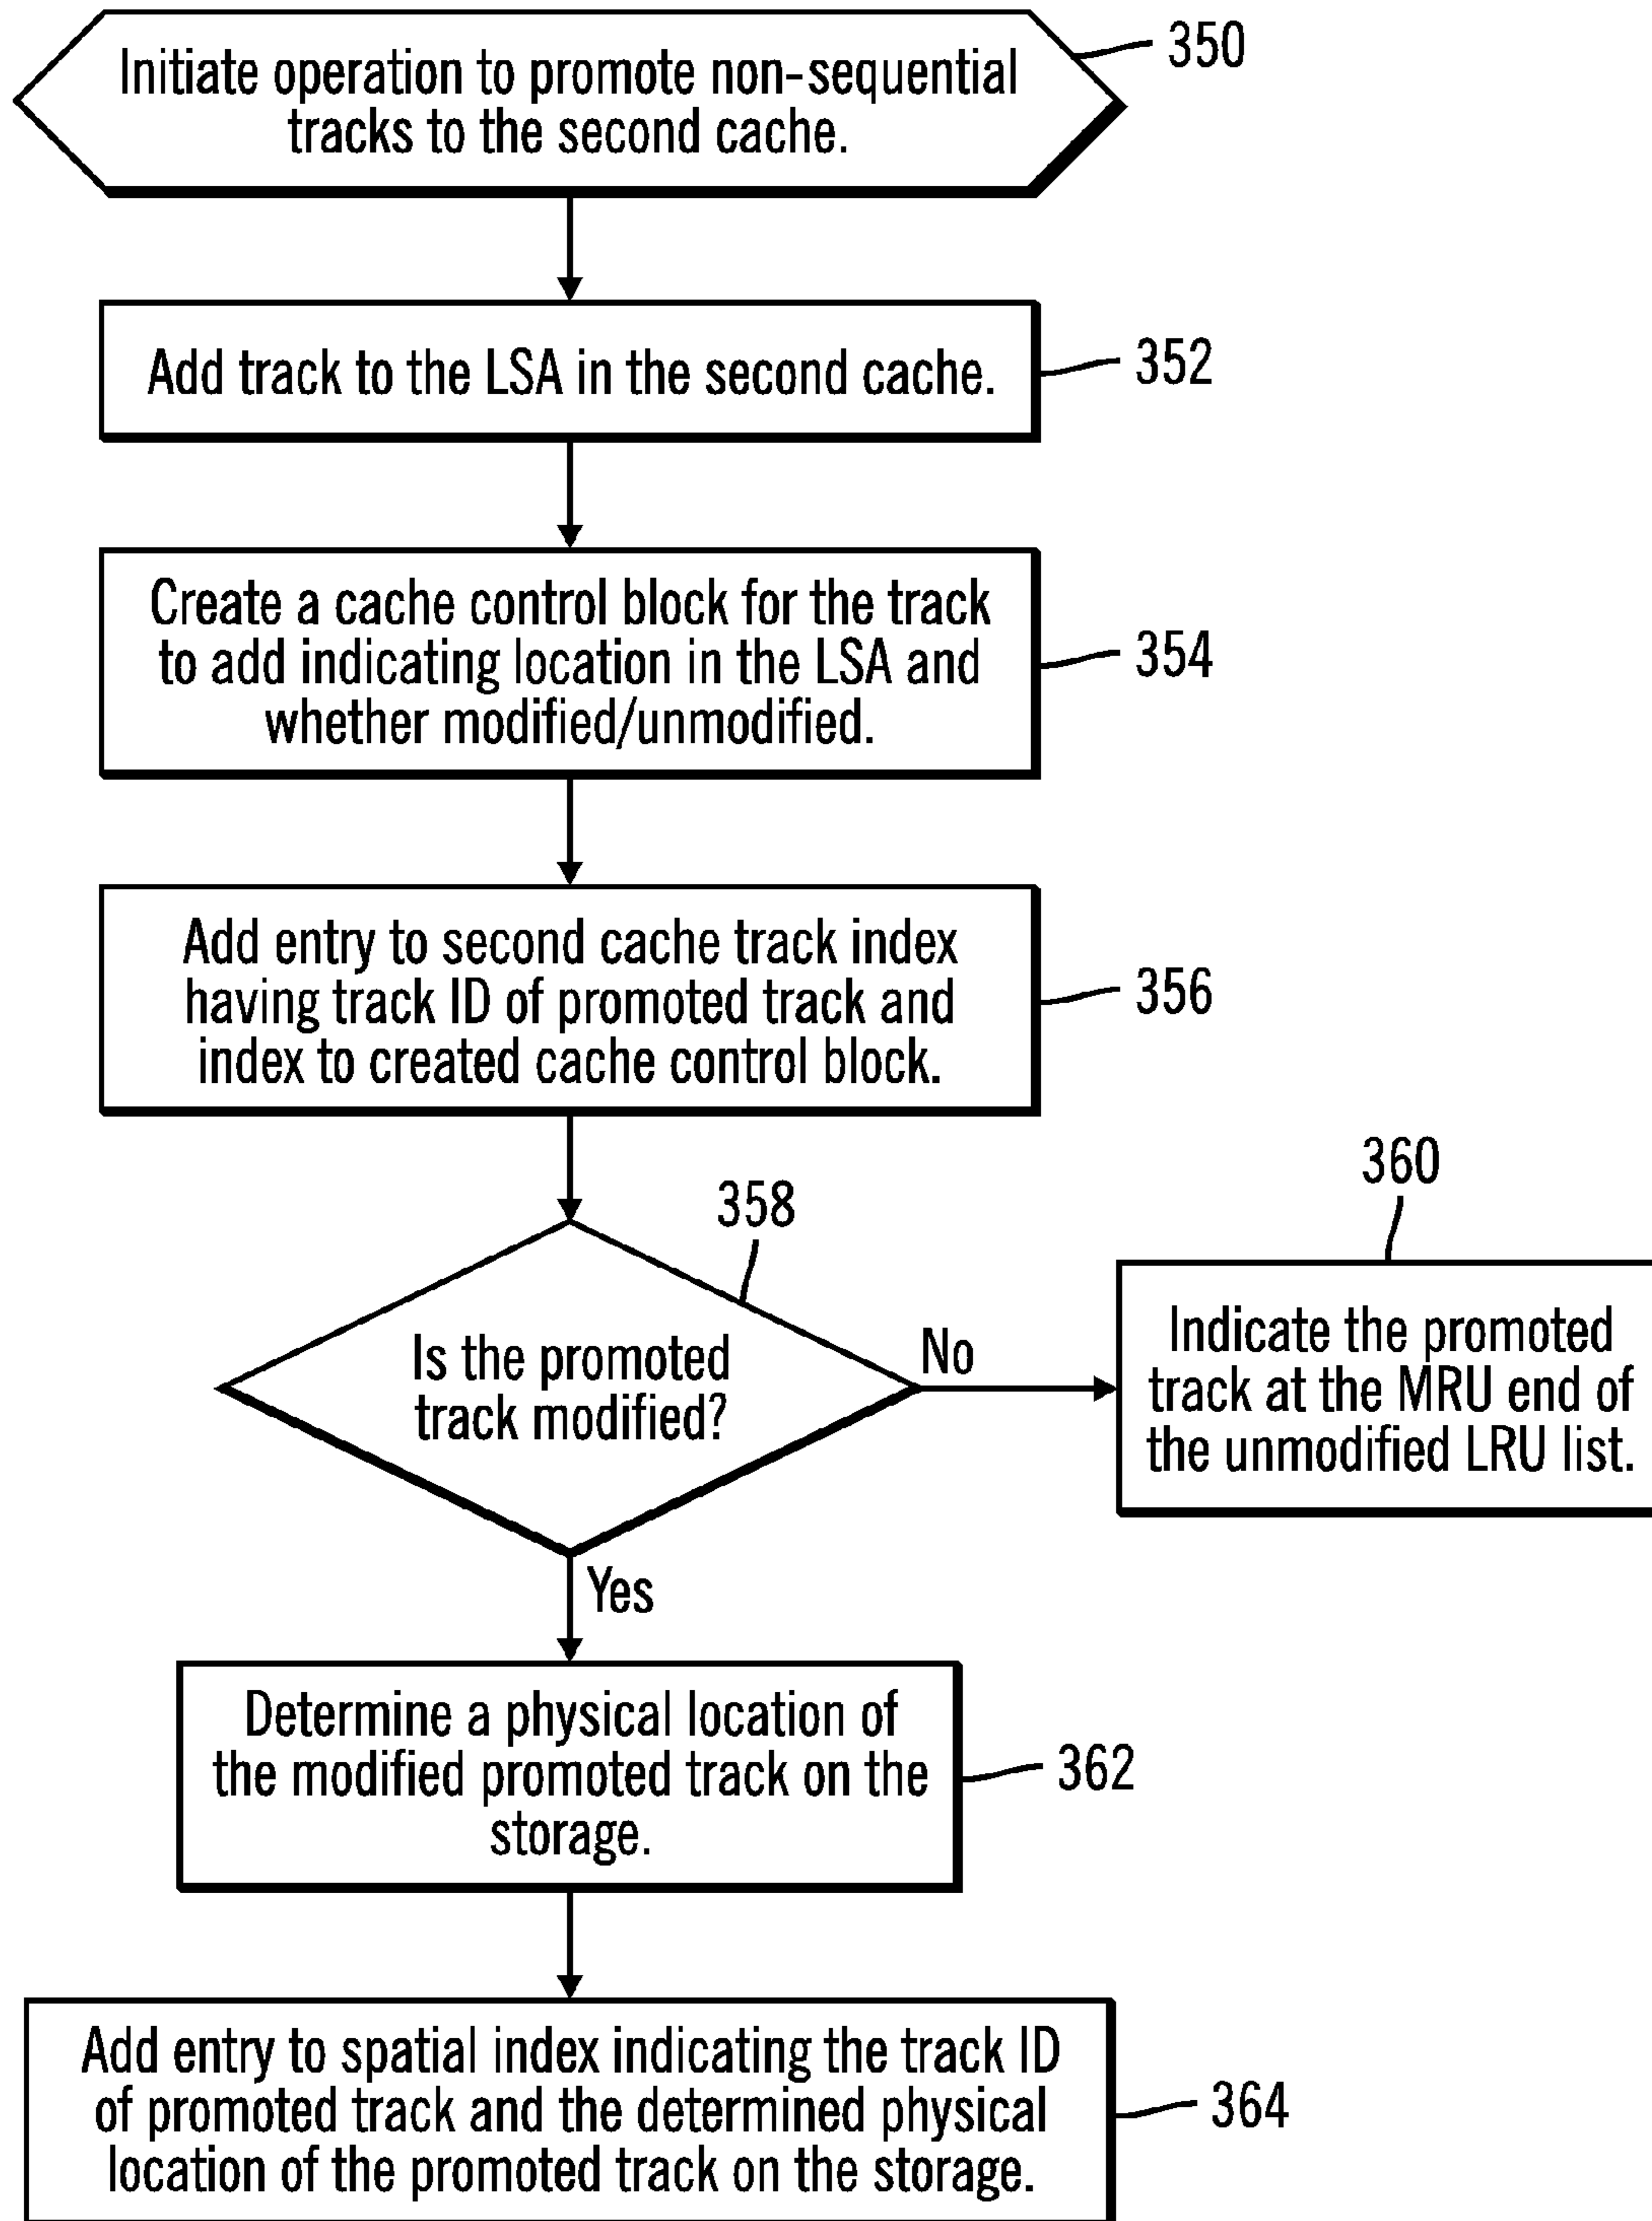 Initiate operation to promote non-sequential
tracks to the second cache.
350
Add track to the LSA in the second cache.
352
Create a cache control block for the track
to add indicating location in the LSA and
whether modified/unmodified.
354
Add entry to second cache track index
having track ID of promoted track and
index to created cache control block.
356
358
Is the promoted
track modified?
No
360
Indicate the promoted
track at the MRU end of
the unmodified LRU list.
Yes
Determine a physical location of
the modified promoted track on the
storage.
362
Add entry to spatial index indicating the track ID
of promoted track and the determined physical
location of the promoted track on the storage.
364